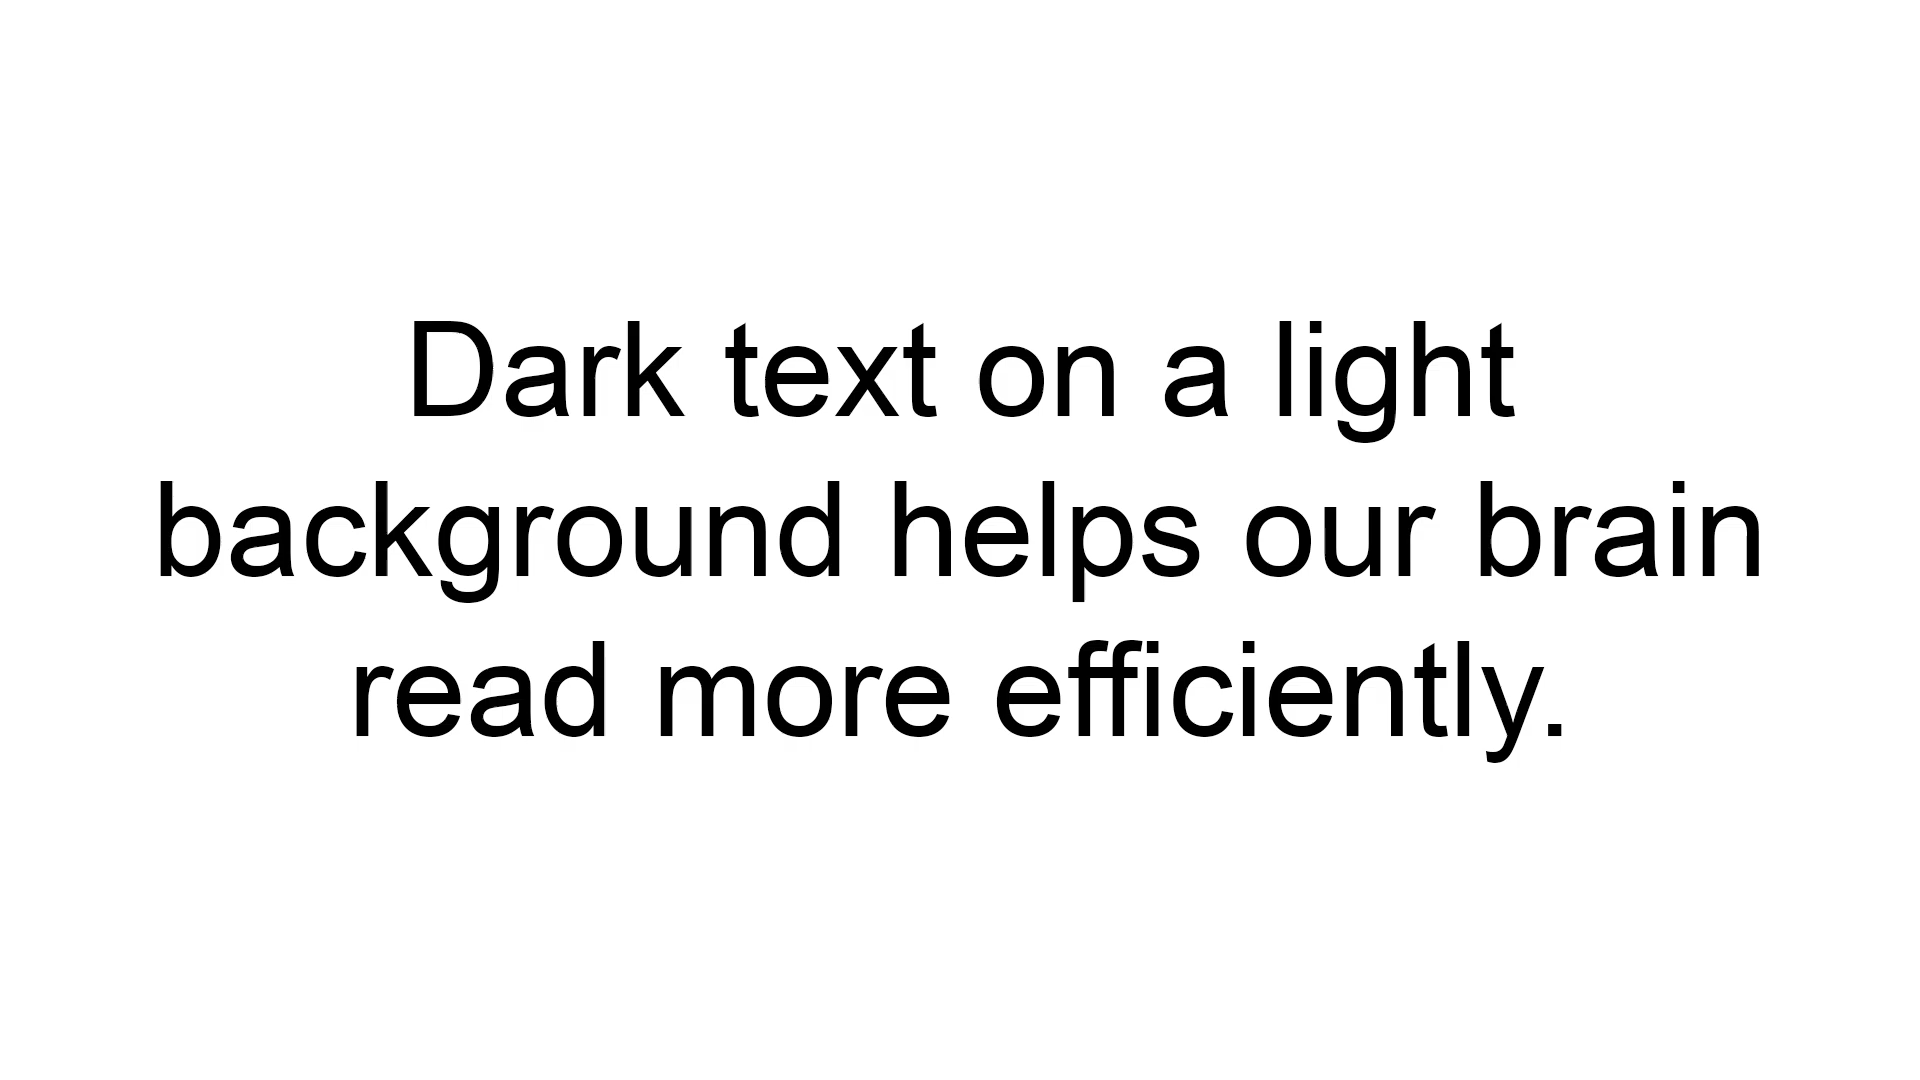 Dark text on a light
background helps our brain
read more efficiently.